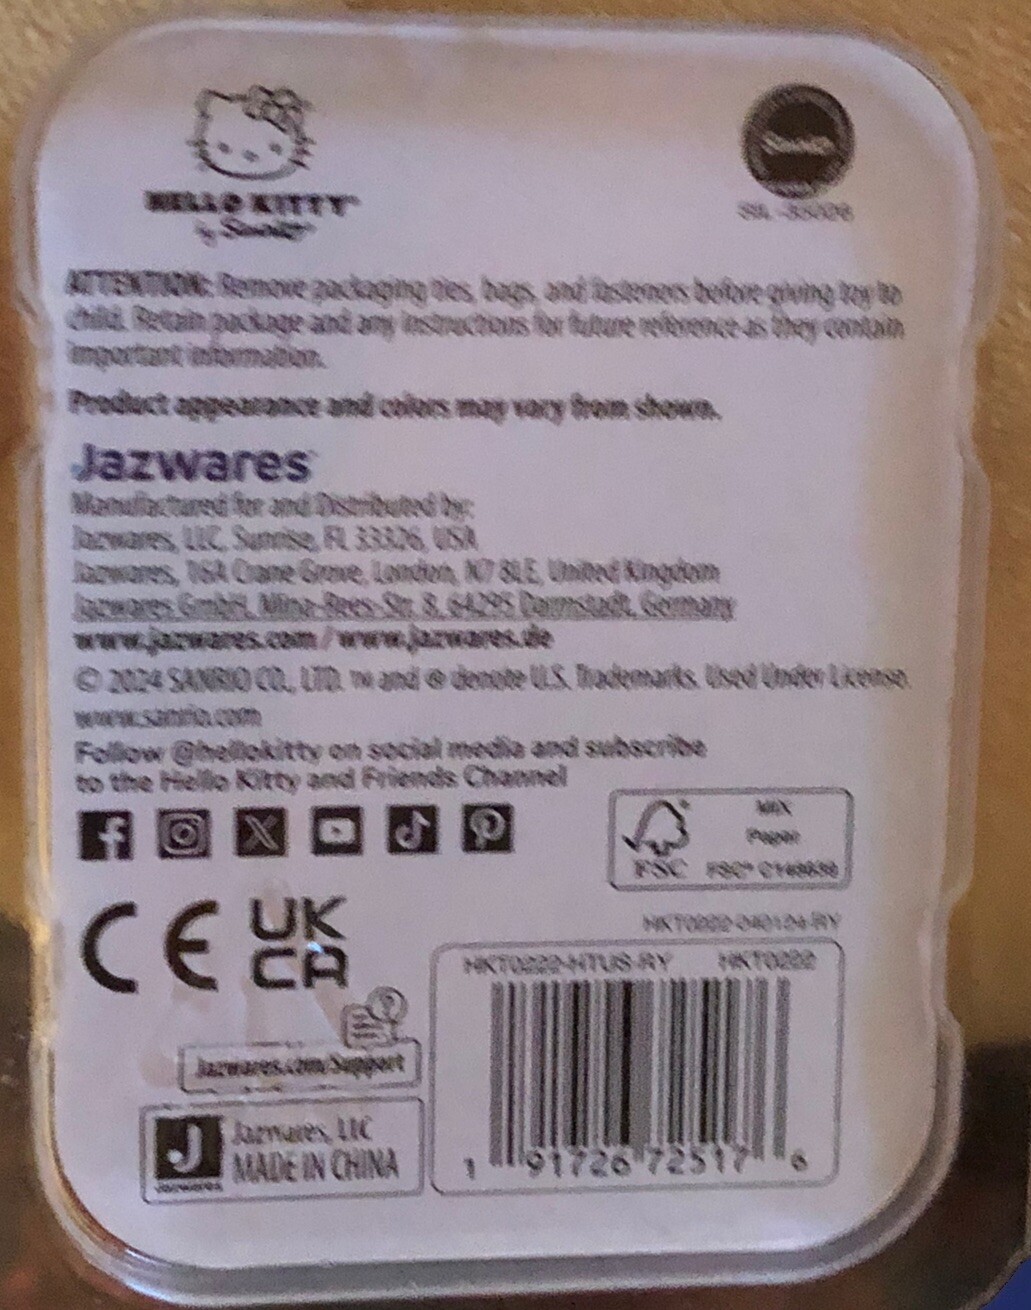 HELLO KITTY
by Sanrio
Sanrio
ATTENTION: Remove packaging ties, bags, and fasteners before giving toy to
child. Retain package and any instructions for future reference as they contain
important information.
Product appearance and colors may vary from shown.
Jazwares
Manufactured for and Distributed by:
Jazwares, LLC, Sunrise, FL 33326, USA
Jazwares, 16A Crane Grove, London, N7 8LE, United Kingdom
Jazwares GmbH, Mina-Rees-Str. 8, 64295 Darmstadt, Germany
www.jazwares.com / www.jazwares.de
© 2024 SANRIO CO., LTD. ™ and ® denote U.S. Trademarks. Used Under License.
www.sanrio.com
Follow @hellokitty on social media and subscribe
to the Hello Kitty and Friends Channel
MIX
Paper
FSC FSC®
CE UK
CA
HKT0222-HTUS-RY HKT0222
Jazwares.com/Support
Jazwares, LLC
MADE IN CHINA
Jazwares
1 91726 72517 6